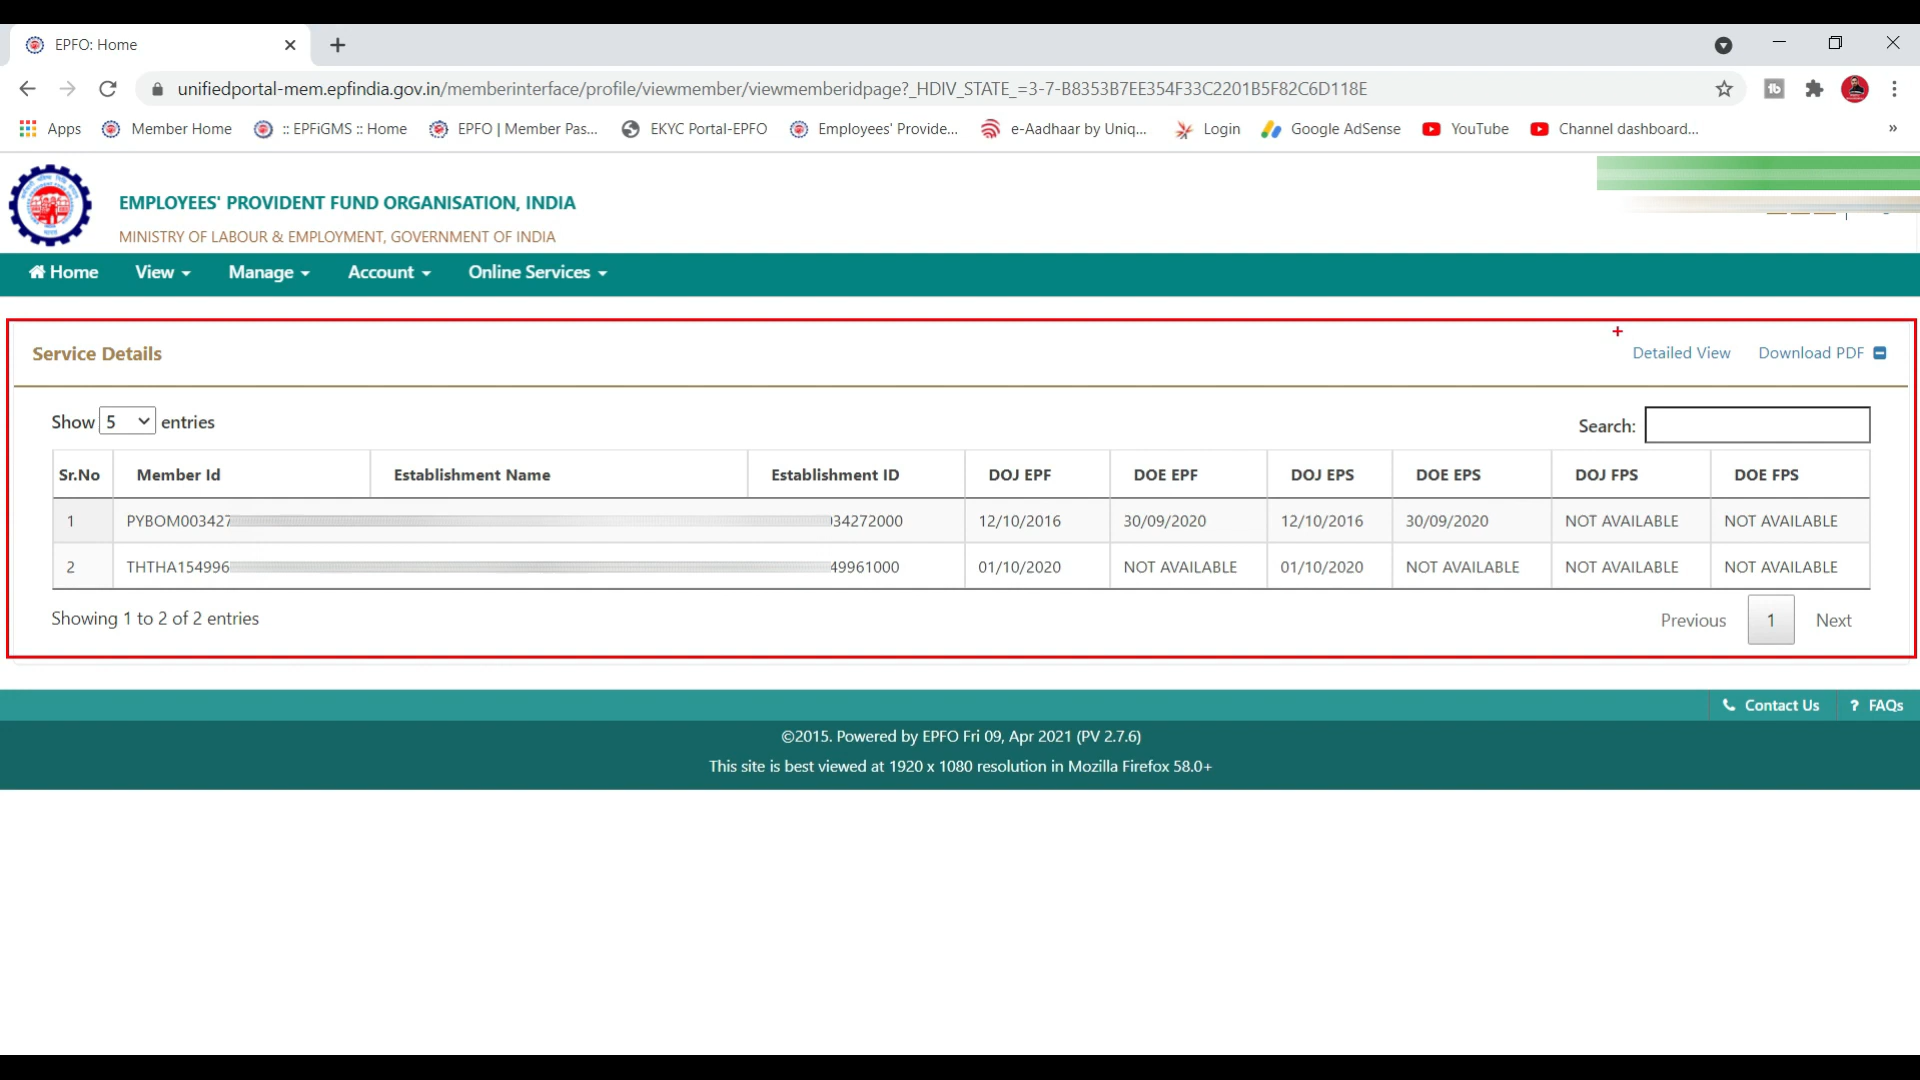 EPFO: Home
unifiedportal-mem.epfindia.gov.in/memberinterface/profile/viewmember/viewmemberidpage?_HDIV_STATE_=3-7-B8353B7EE354F33C2201B5F82C6D118E
Apps Member Home :: EPFiGMS :: Home EPFO | Member Pas... EKYC Portal-EPFO Employees' Provide... e-Aadhaar by Uniq... Login Google AdSense YouTube Channel dashboard... »
EMPLOYEES' PROVIDENT FUND ORGANISATION, INDIA
MINISTRY OF LABOUR & EMPLOYMENT, GOVERNMENT OF INDIA
Home View Manage Account Online Services
Service Details Detailed View Download PDF
Show 5 entries Search:
Sr.No Member Id Establishment Name Establishment ID DOJ EPF DOE EPF DOJ EPS DOE EPS DOJ FPS DOE FPS
1 PYBOM003427 34272000 12/10/2016 30/09/2020 12/10/2016 30/09/2020 NOT AVAILABLE NOT AVAILABLE
2 THTHA154996 49961000 01/10/2020 NOT AVAILABLE 01/10/2020 NOT AVAILABLE NOT AVAILABLE NOT AVAILABLE
Showing 1 to 2 of 2 entries Previous 1 Next
Contact Us ? FAQs
©2015. Powered by EPFO Fri 09, Apr 2021 (PV 2.7.6)
This site is best viewed at 1920 x 1080 resolution in Mozilla Firefox 58.0+